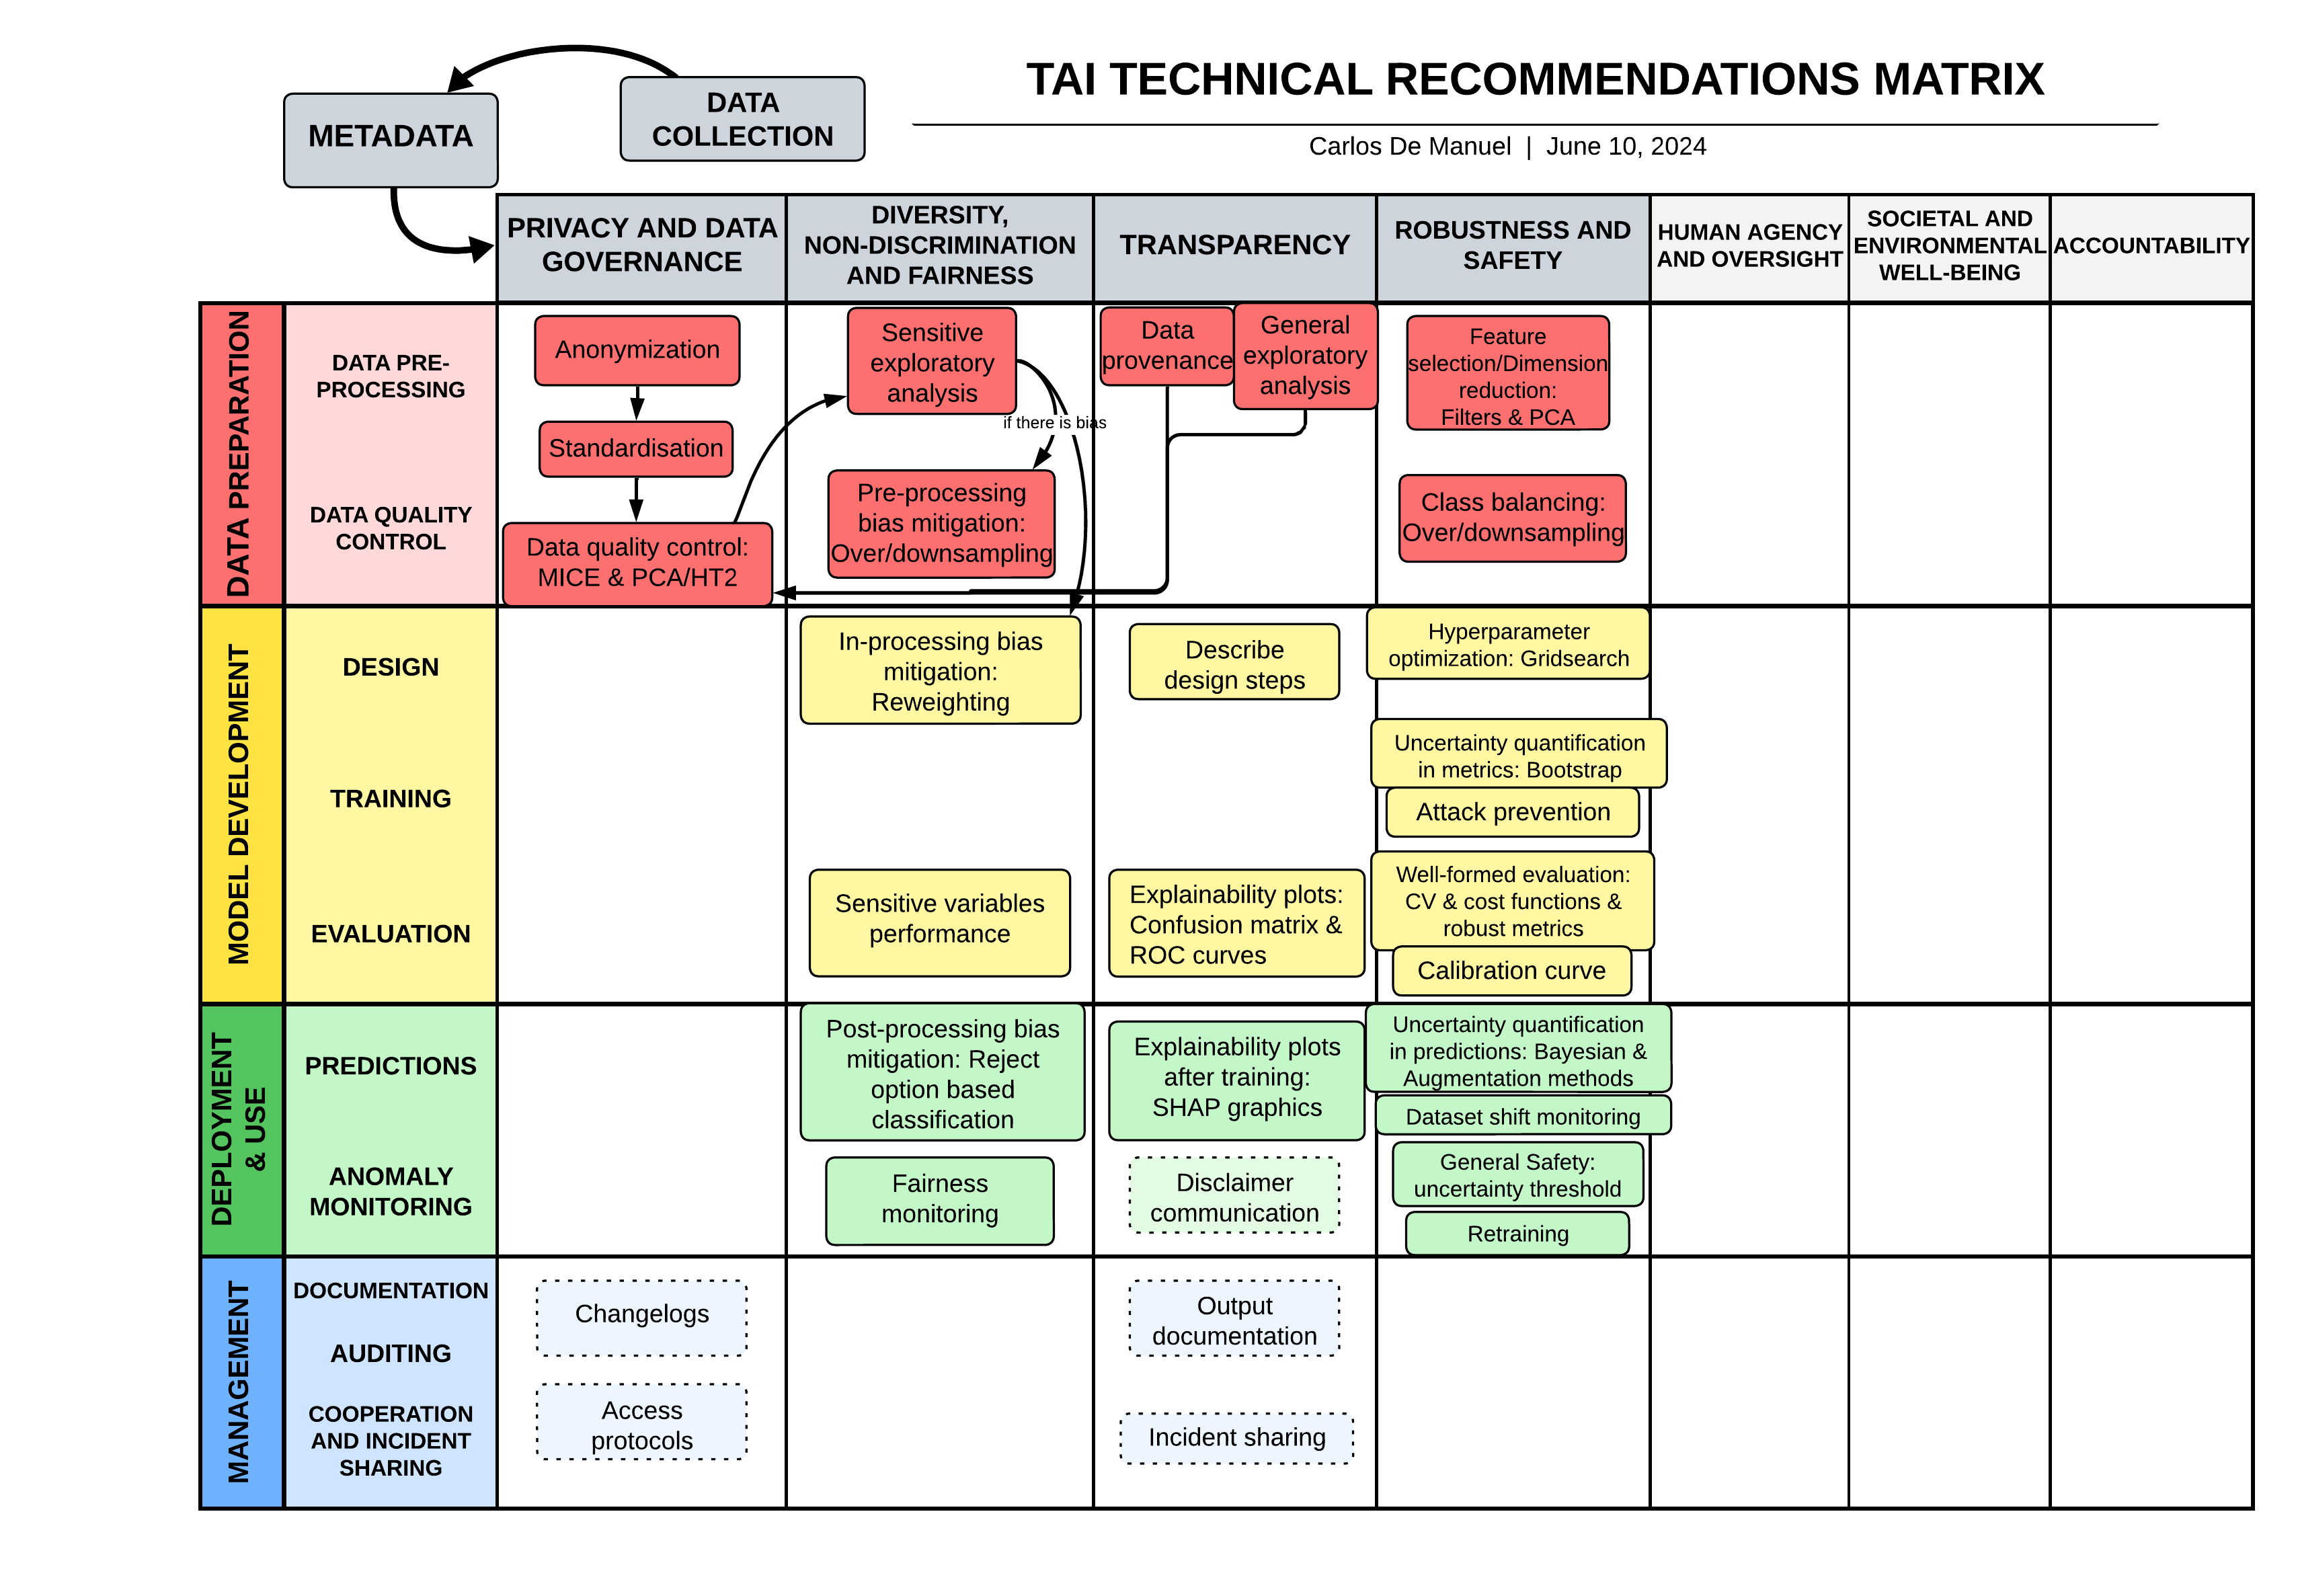 TAI TECHNICAL RECOMMENDATIONS MATRIX
Carlos De Manuel | June 10, 2024
METADATA
DATA
COLLECTION
PRIVACY AND DATA
GOVERNANCE
DIVERSITY,
NON-DISCRIMINATION
AND FAIRNESS
TRANSPARENCY
ROBUSTNESS AND
SAFETY
HUMAN AGENCY
AND OVERSIGHT
SOCIETAL AND
ENVIRONMENTAL
WELL-BEING
ACCOUNTABILITY
DATA PREPARATION
DATA PRE-
PROCESSING
DATA QUALITY
CONTROL
Anonymization
Standardisation
Data quality control:
MICE & PCA/HT2
Sensitive
exploratory
analysis
if there is bias
Pre-processing
bias mitigation:
Over/downsampling
Data
provenance
General
exploratory
analysis
Feature
selection/Dimension
reduction:
Filters & PCA
Class balancing:
Over/downsampling
MODEL DEVELOPMENT
DESIGN
TRAINING
EVALUATION
In-processing bias
mitigation:
Reweighting
Sensitive variables
performance
Describe
design steps
Explainability plots:
Confusion matrix &
ROC curves
Hyperparameter
optimization: Gridsearch
Uncertainty quantification
in metrics: Bootstrap
Attack prevention
Well-formed evaluation:
CV & cost functions &
robust metrics
Calibration curve
DEPLOYMENT
& USE
PREDICTIONS
ANOMALY
MONITORING
Post-processing bias
mitigation: Reject
option based
classification
Fairness
monitoring
Explainability plots
after training:
SHAP graphics
Disclaimer
communication
Uncertainty quantification
in predictions: Bayesian &
Augmentation methods
Dataset shift monitoring
General Safety:
uncertainty threshold
Retraining
MANAGEMENT
DOCUMENTATION
AUDITING
COOPERATION
AND INCIDENT
SHARING
Changelogs
Access
protocols
Output
documentation
Incident sharing